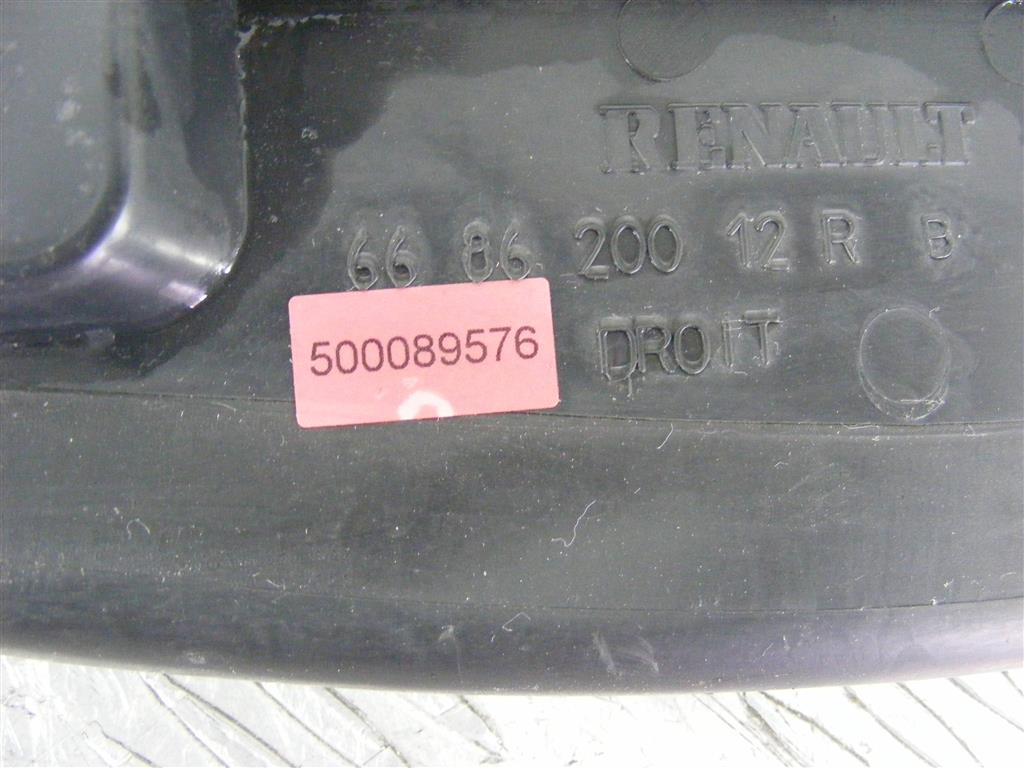 RENAULT
66 86 200 12 R B
500089576
DROIT